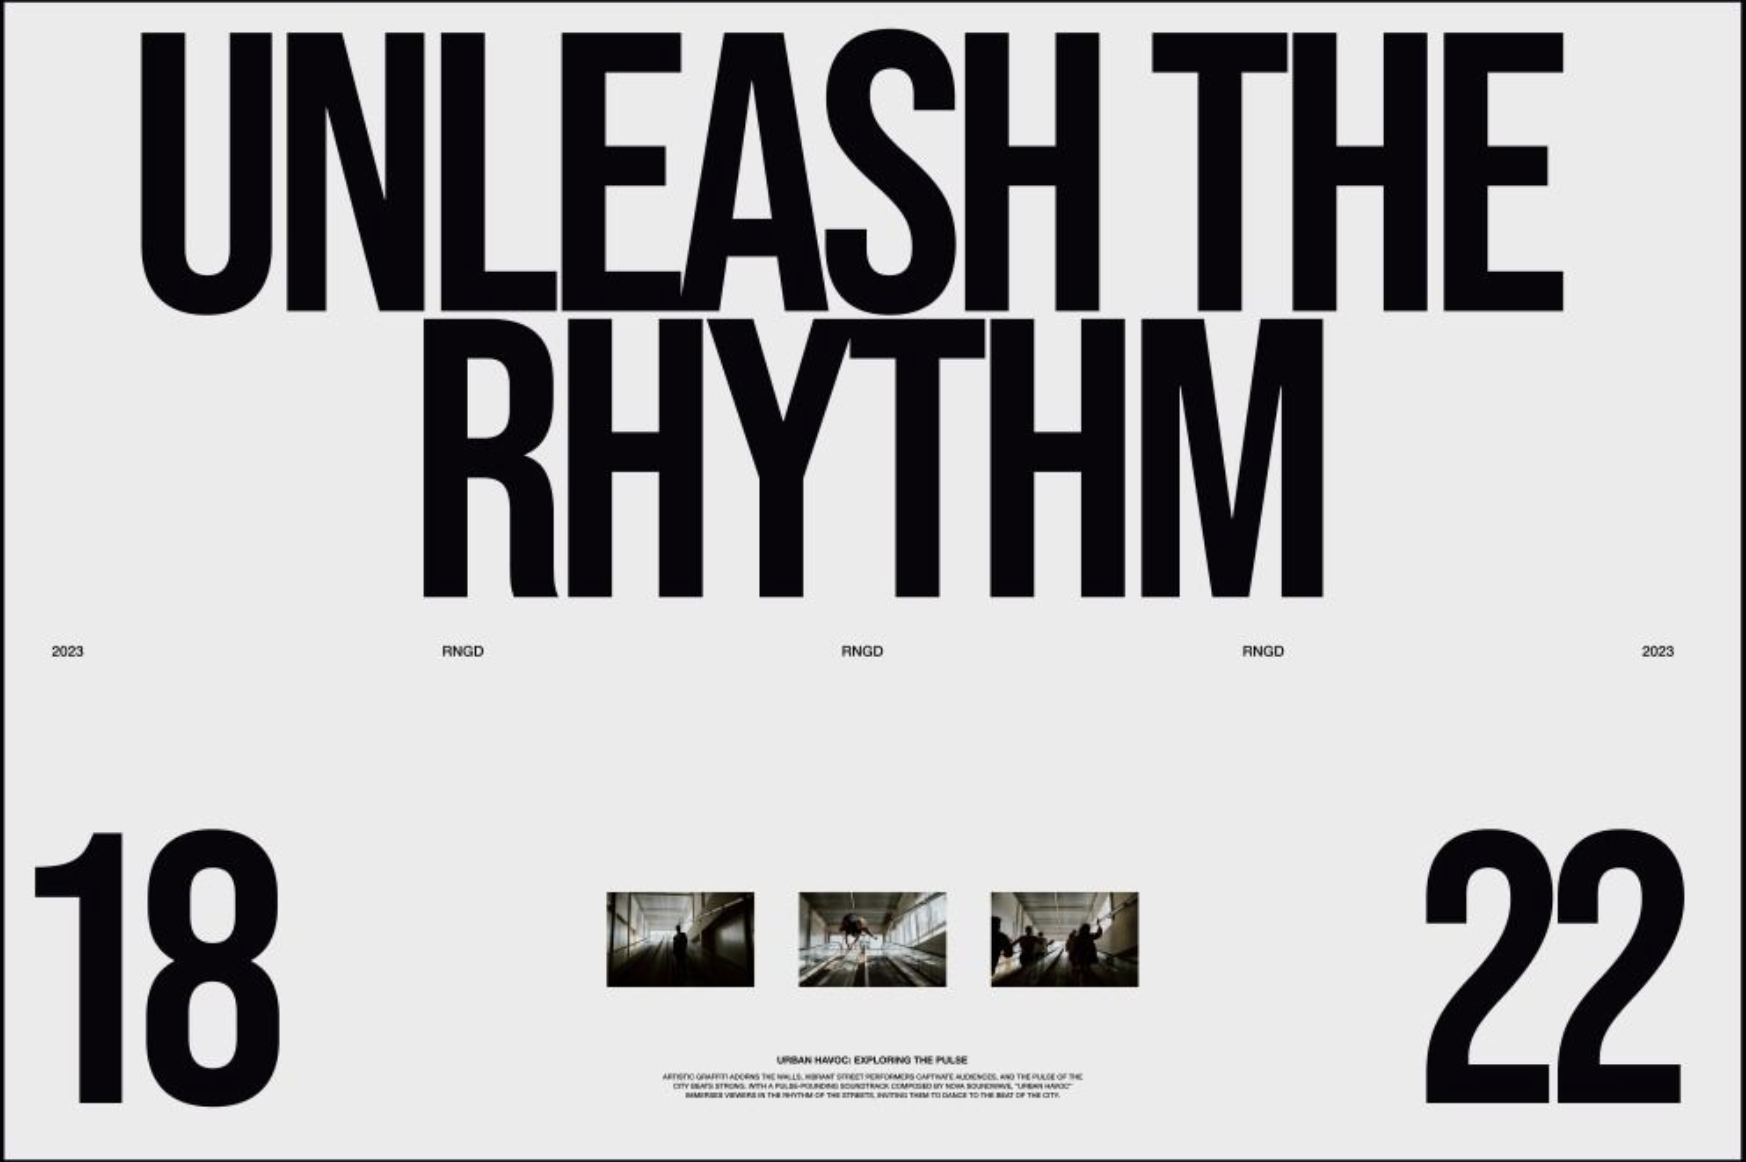 UNLEASH THE
RHYTHM
2023 RNGD RNGD RNGD 2023
18 22
URBAN HAVOC: EXPLORING THE PULSE
ARTISTIC GRAFFITI ADORNS THE WALLS, VIBRANT STREET PERFORMERS CAPTIVATE AUDIENCES, AND THE PULSE OF THE
CITY BEATS STRONG. WITH A PULSE-POUNDING SOUNDTRACK COMPOSED BY NOVA SOUNDWAVE, "URBAN HAVOC"
IMMERSES VIEWERS IN THE RHYTHM OF THE STREETS, INVITING THEM TO DANCE TO THE BEAT OF THE CITY.